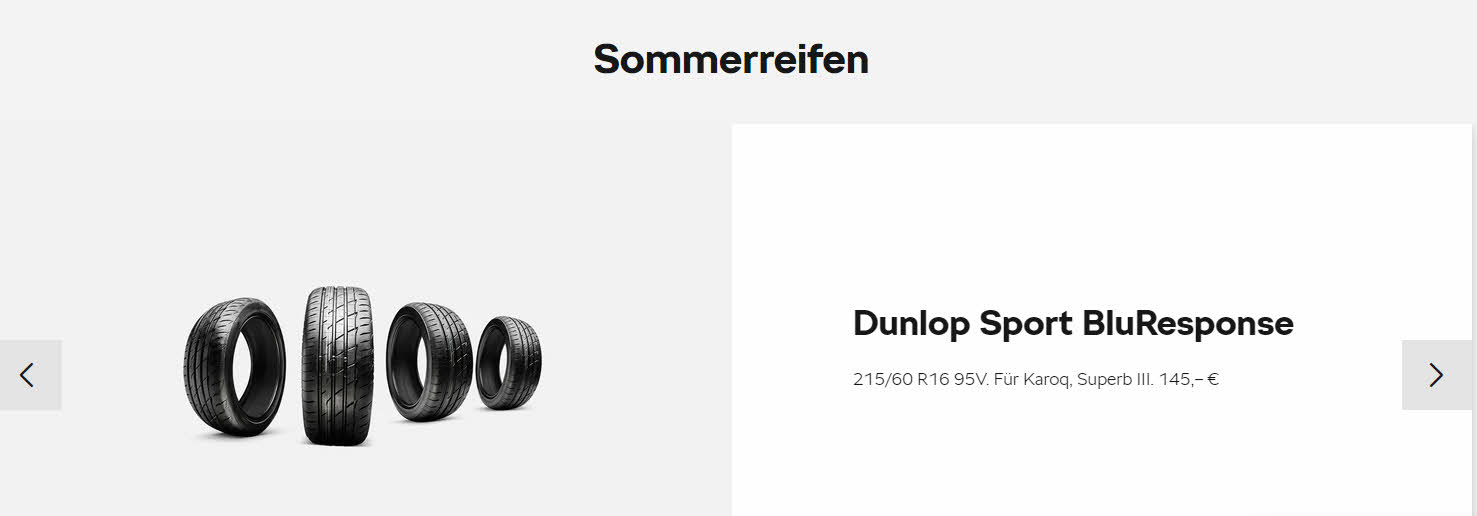 Sommerreifen
Dunlop Sport BluResponse
215/60 R16 95V. Für Karoq, Superb III. 145,– €